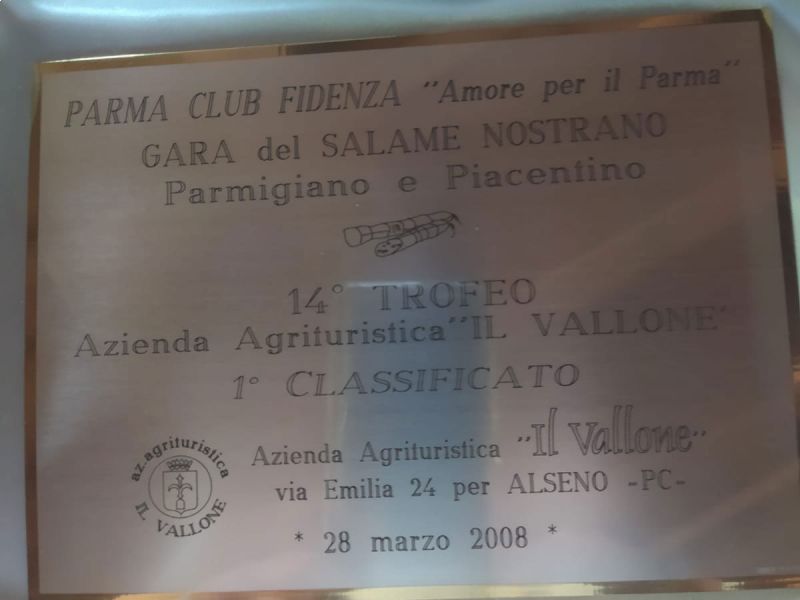 PARMA CLUB FIDENZA "Amore per il Parma"
GARA del SALAME NOSTRANO
Parmigiano e Piacentino
14° TROFEO
Azienda Agrituristica "IL VALLONE"
1° CLASSIFICATO
az.agrituristica
IL VALLONE
Azienda Agrituristica "Il Vallone"
via Emilia 24 per ALSENO -PC-
* 28 marzo 2008 *